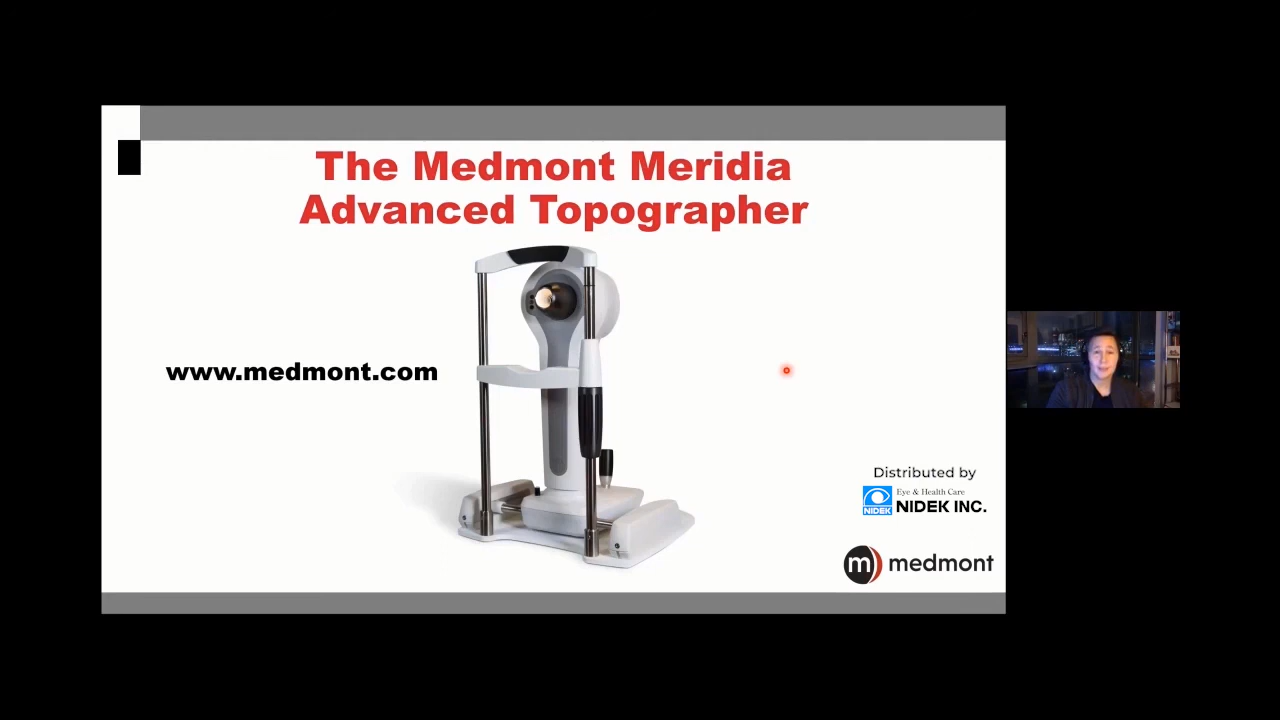 The Medmont Meridia
Advanced Topographer
www.medmont.com
Distributed by
Eye & Health Care
NIDEK
NIDEK INC.
m medmont